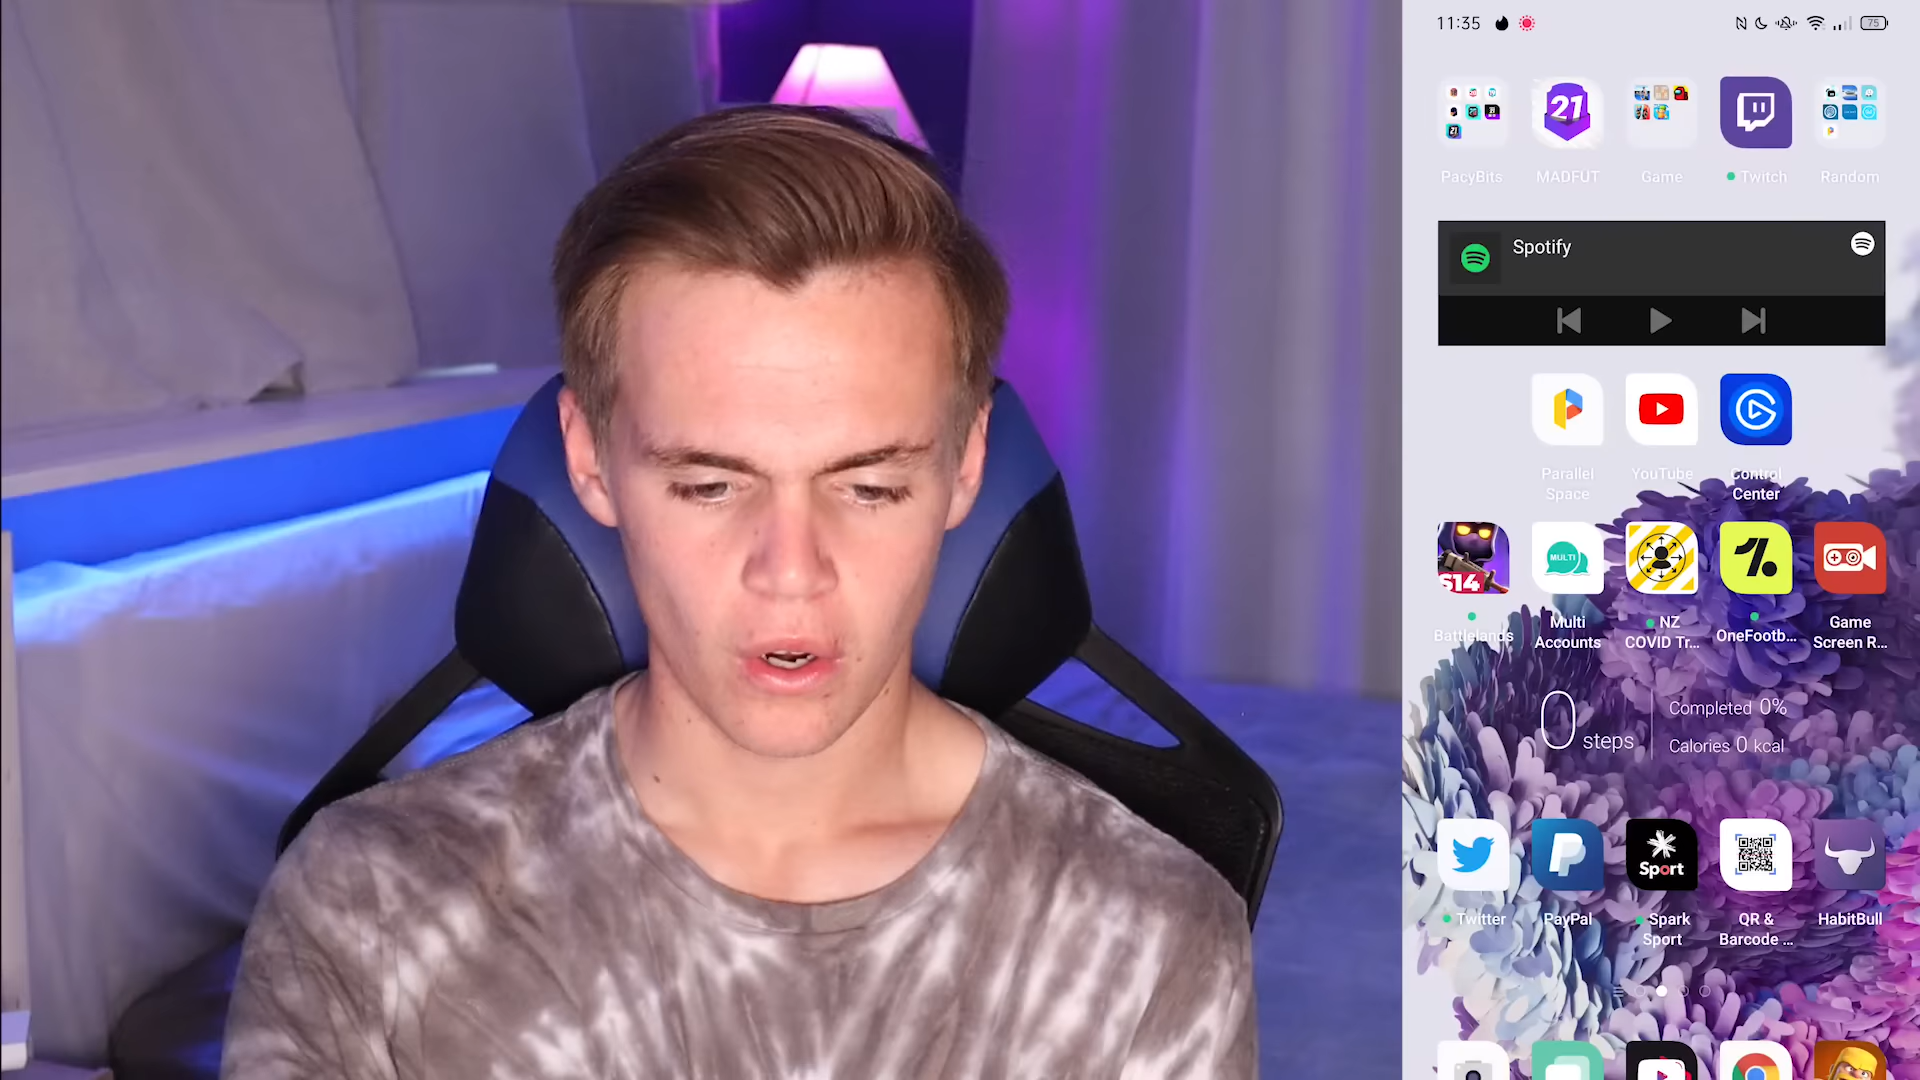 11:35
75
21
PacyBits
MADFUT
Game
Twitch
Random
Spotify
Parallel
Space
YouTube
Control
Center
S14
MULTI
1.
Battlelands
Multi
Accounts
NZ
COVID Tr...
OneFootb...
Game
Screen R...
0 steps
Completed 0%
Calories 0 kcal
Sport
Twitter
PayPal
Spark
Sport
QR &
Barcode ...
HabitBull